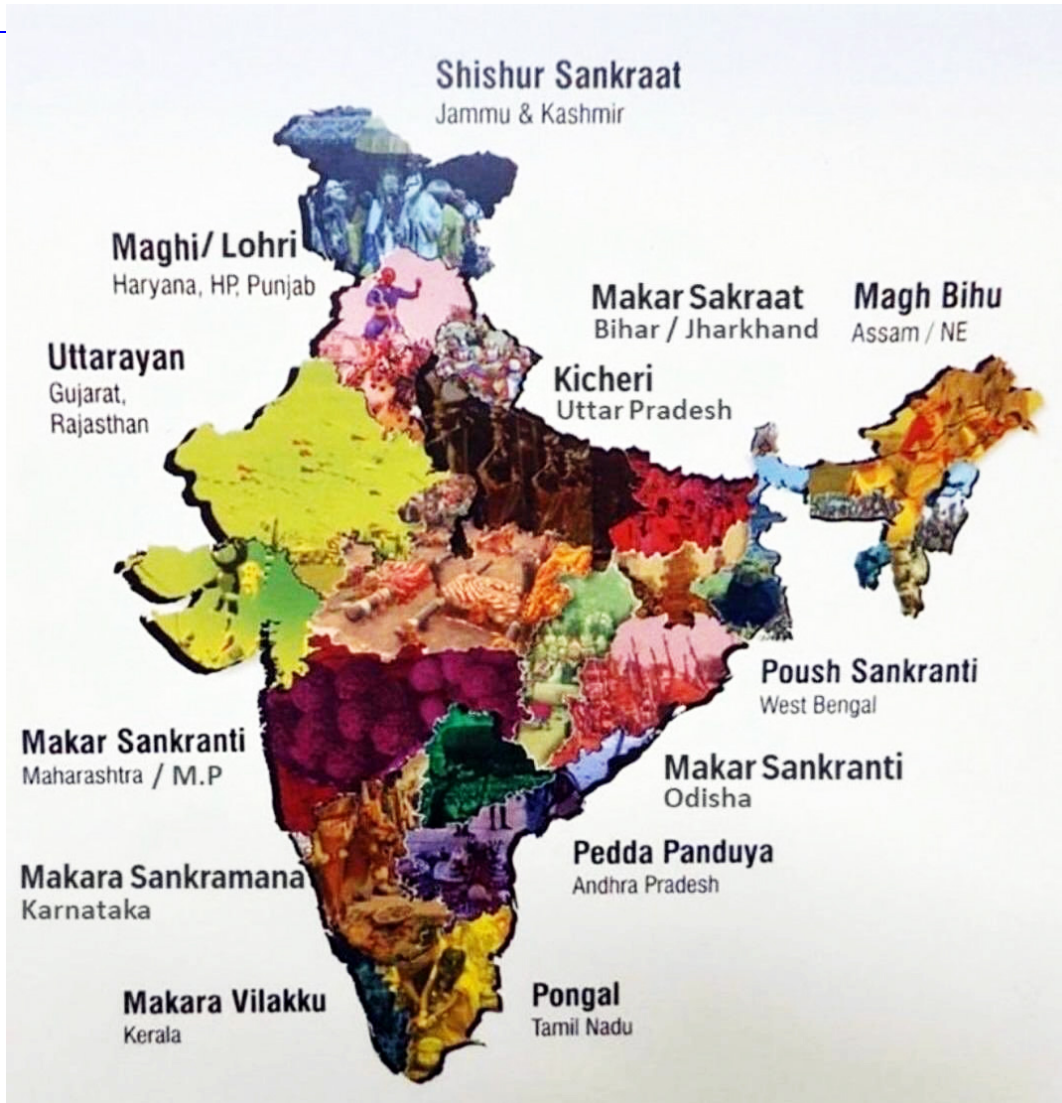 Shishur Sankraat
Jammu & Kashmir
Maghi/ Lohri
Haryana, HP, Punjab
Makar Sakraat
Bihar / Jharkhand
Magh Bihu
Assam / NE
Uttarayan
Gujarat,
Rajasthan
Kicheri
Uttar Pradesh
Poush Sankranti
West Bengal
Makar Sankranti
Maharashtra / M.P
Makar Sankranti
Odisha
Pedda Panduya
Andhra Pradesh
Makara Sankramana
Karnataka
Makara Vilakku
Kerala
Pongal
Tamil Nadu